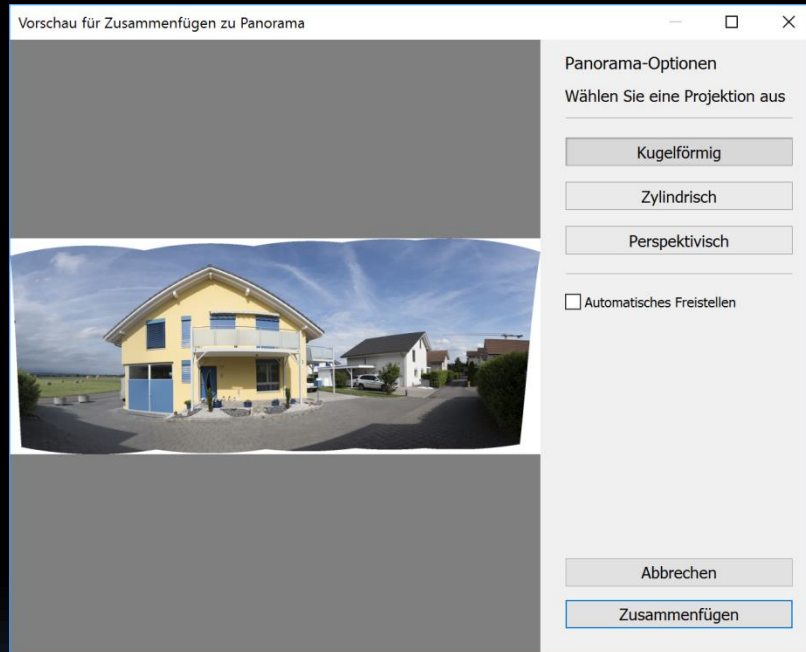 Vorschau für Zusammenfügen zu Panorama
Panorama-Optionen
Wählen Sie eine Projektion aus
Kugelförmig
Zylindrisch
Perspektivisch
Automatisches Freistellen
Abbrechen
Zusammenfügen